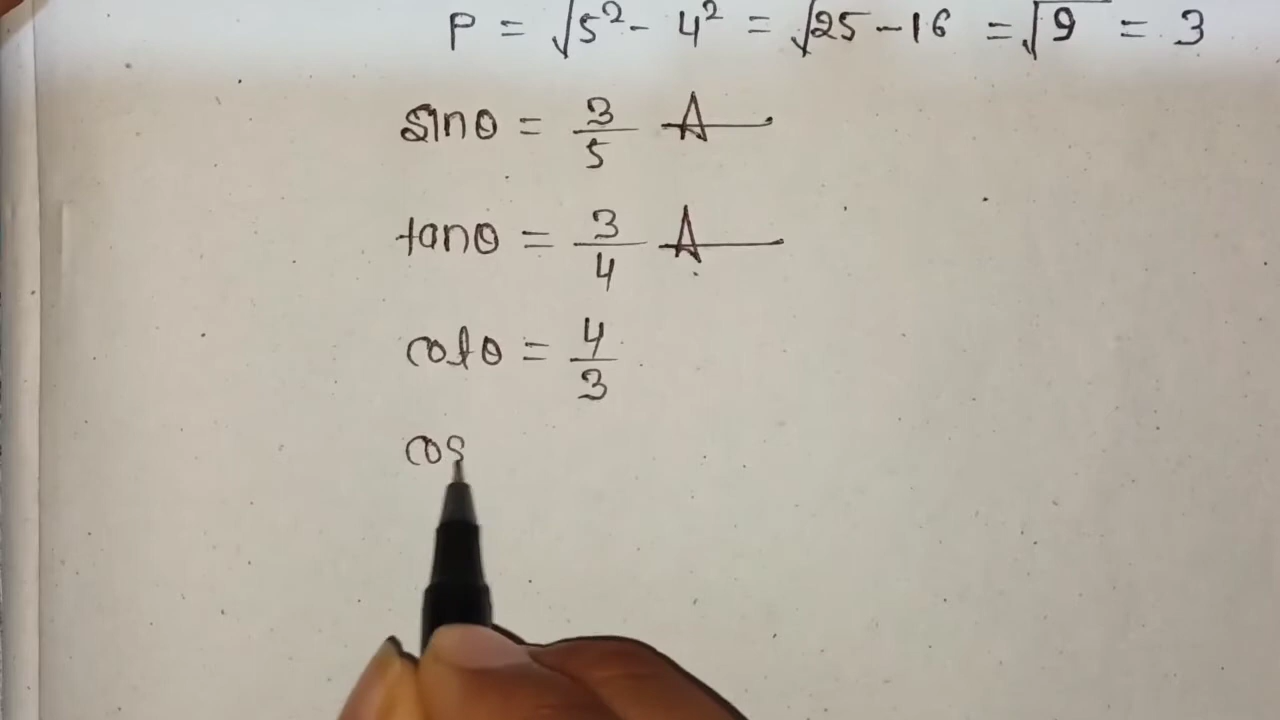 P = √5² - 4² = √25 - 16 = √9 = 3
sinθ = 3/5 A
tanθ = 3/4 A
cotθ = 4/3
cos